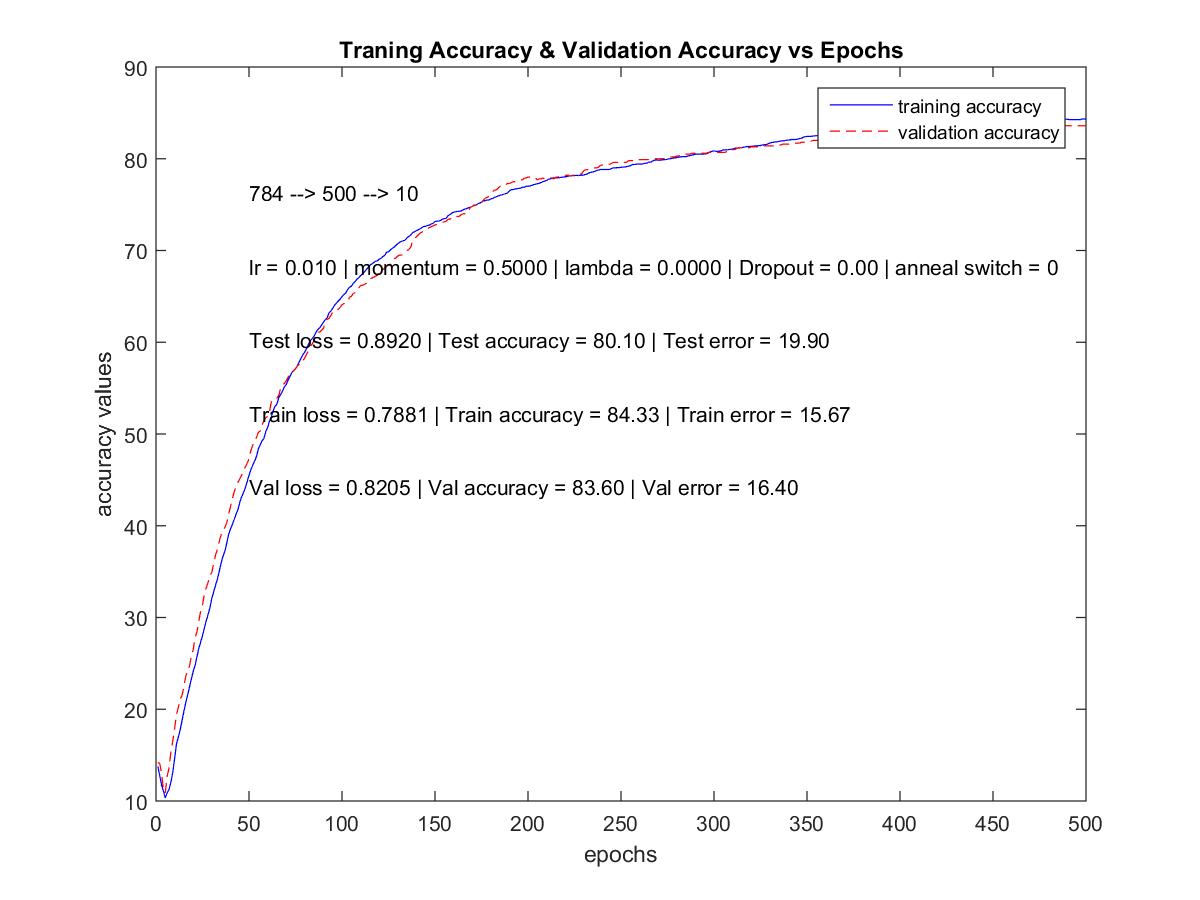 Traning Accuracy & Validation Accuracy vs Epochs
90
80
70
60
50
40
30
20
10
accuracy values
training accuracy
validation accuracy
784 --> 500 --> 10
lr = 0.010 | momentum = 0.5000 | lambda = 0.0000 | Dropout = 0.00 | anneal switch = 0
Test loss = 0.8920 | Test accuracy = 80.10 | Test error = 19.90
Train loss = 0.7881 | Train accuracy = 84.33 | Train error = 15.67
Val loss = 0.8205 | Val accuracy = 83.60 | Val error = 16.40
0 50 100 150 200 250 300 350 400 450 500
epochs